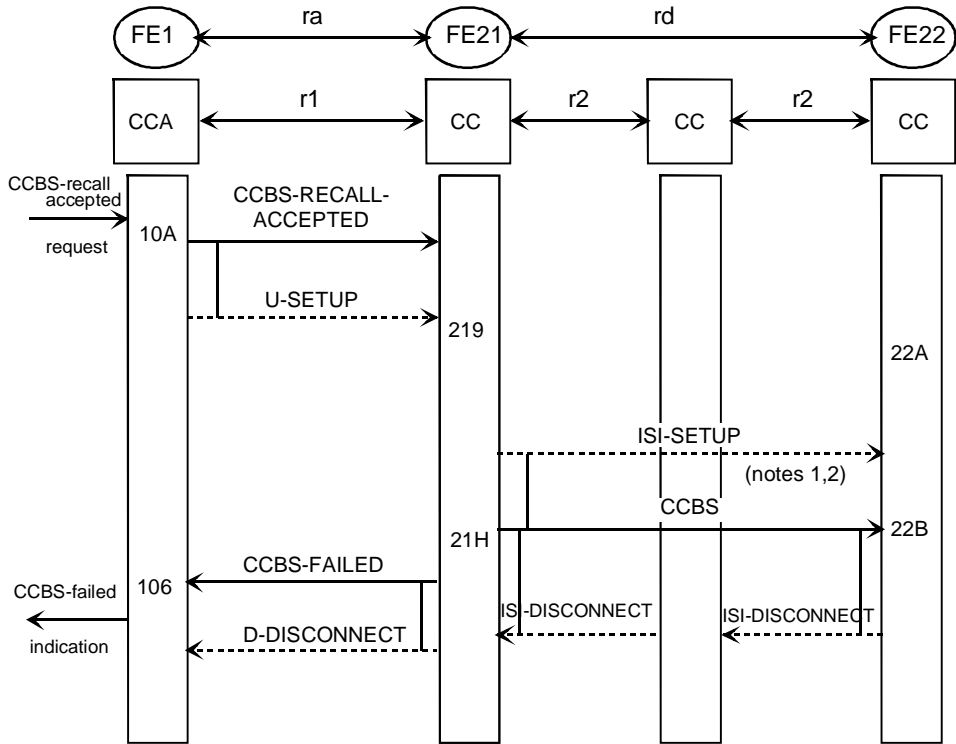 FE1
ra
FE21
rd
FE22
CCA
r1
CC
r2
CC
r2
CC
CCBS-recall
accepted
request
10A
CCBS-RECALL-
ACCEPTED
U-SETUP
219
22A
ISI-SETUP
(notes 1,2)
CCBS
21H
22B
CCBS-FAILED
106
CCBS-failed
indication
ISI-DISCONNECT
ISI-DISCONNECT
D-DISCONNECT